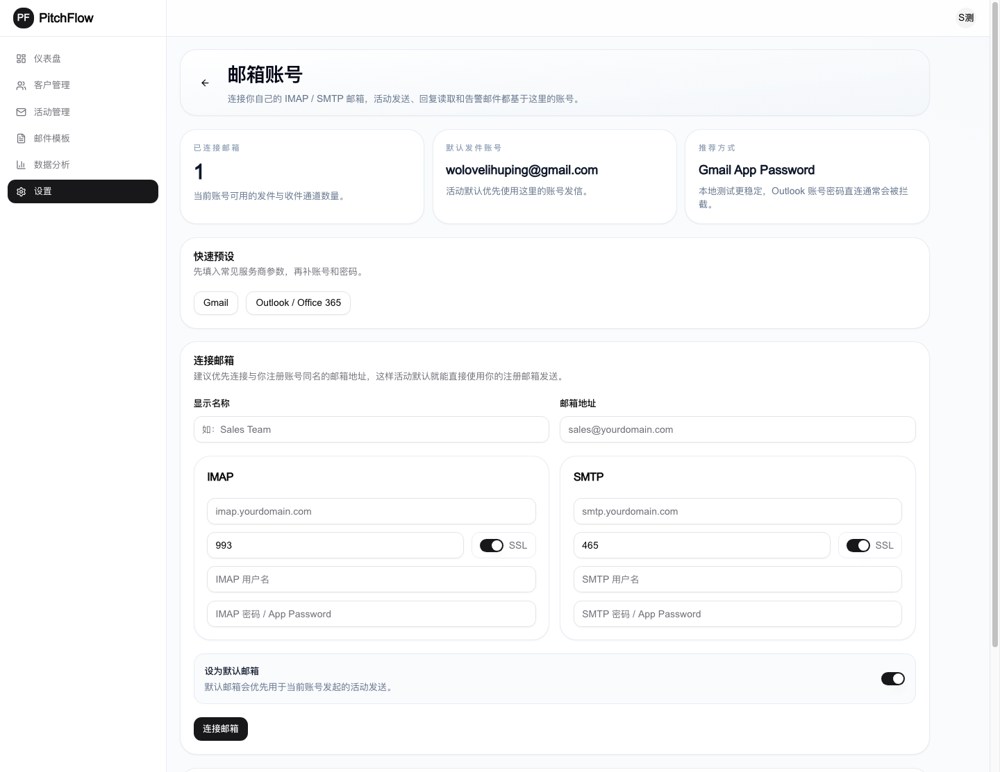 PF PitchFlow
S测
仪表盘
客户管理
活动管理
邮件模板
数据分析
设置
邮箱账号
连接你自己的 IMAP / SMTP 邮箱，活动发送、回复读取和告警邮件都基于这里的账号。
已连接邮箱
1
当前账号可用的发件与收件通道数量。
默认发件账号
wolovelihuping@gmail.com
活动默认优先使用这里的账号发信。
推荐方式
Gmail App Password
本地测试更稳定，Outlook 账号密码直连通常会被拦
截。
快速预设
先填入常见服务商参数，再补账号和密码。
Gmail
Outlook / Office 365
连接邮箱
建议优先连接与你注册账号同名的邮箱地址，这样活动默认就能直接使用你的注册邮箱发送。
显示名称
如：Sales Team
邮箱地址
sales@yourdomain.com
IMAP
imap.yourdomain.com
993
SSL
IMAP 用户名
IMAP 密码 / App Password
SMTP
smtp.yourdomain.com
465
SSL
SMTP 用户名
SMTP 密码 / App Password
设为默认邮箱
默认邮箱会优先用于当前账号发起的活动发送。
连接邮箱